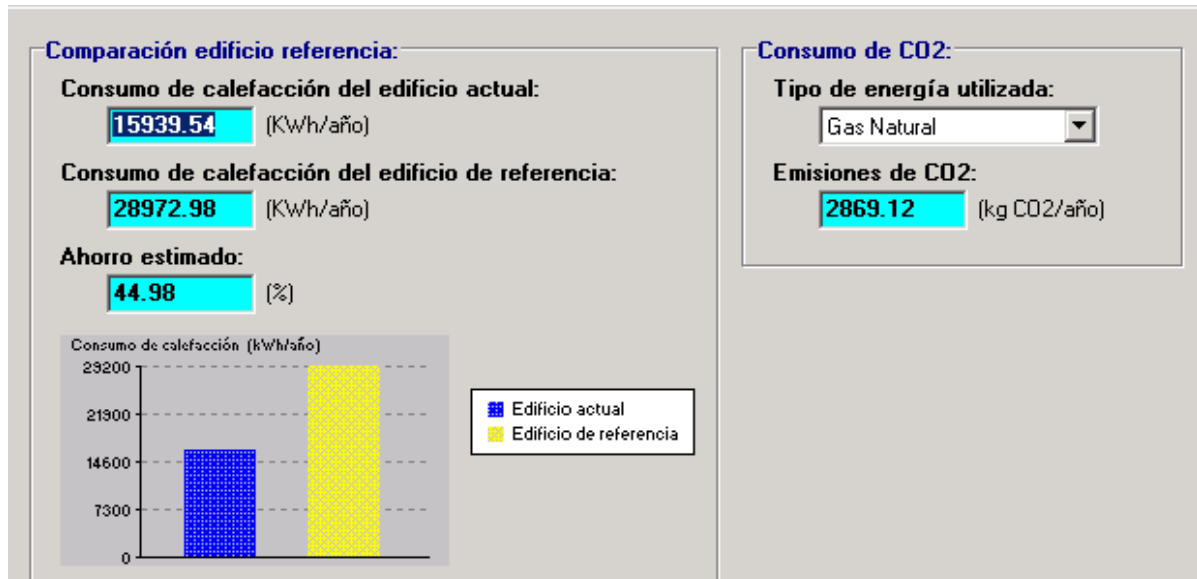 Comparación edificio referencia:
Consumo de calefacción del edificio actual:
15939.54 (KWh/año)
Consumo de calefacción del edificio de referencia:
28972.98 (KWh/año)
Ahorro estimado:
44.98 (%)
Consumo de calefacción (kWh/año)
29200
21900
14600
7300
0
Edificio actual
Edificio de referencia
Consumo de CO2:
Tipo de energía utilizada:
Gas Natural
Emisiones de CO2:
2869.12 (kg CO2/año)